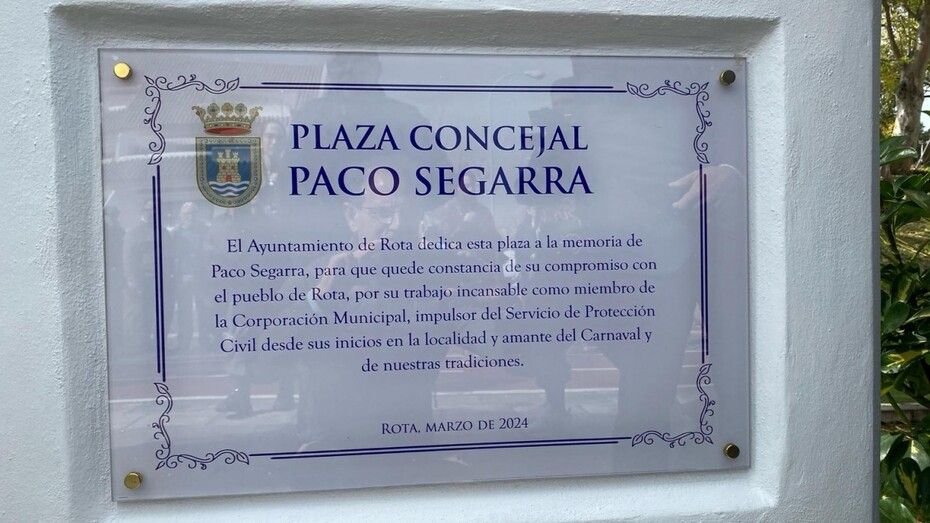 PLAZA CONCEJAL
PACO SEGARRA
El Ayuntamiento de Rota dedica esta plaza a la memoria de
Paco Segarra, para que quede constancia de su compromiso con
el pueblo de Rota, por su trabajo incansable como miembro de
la Corporación Municipal, impulsor del Servicio de Protección
Civil desde sus inicios en la localidad y amante del Carnaval y
de nuestras tradiciones.
ROTA, MARZO DE 2024